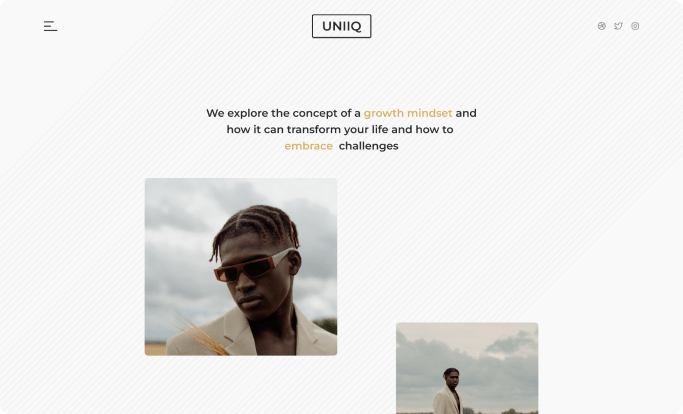 UNIIQ
We explore the concept of a growth mindset and
how it can transform your life and how to
embrace challenges